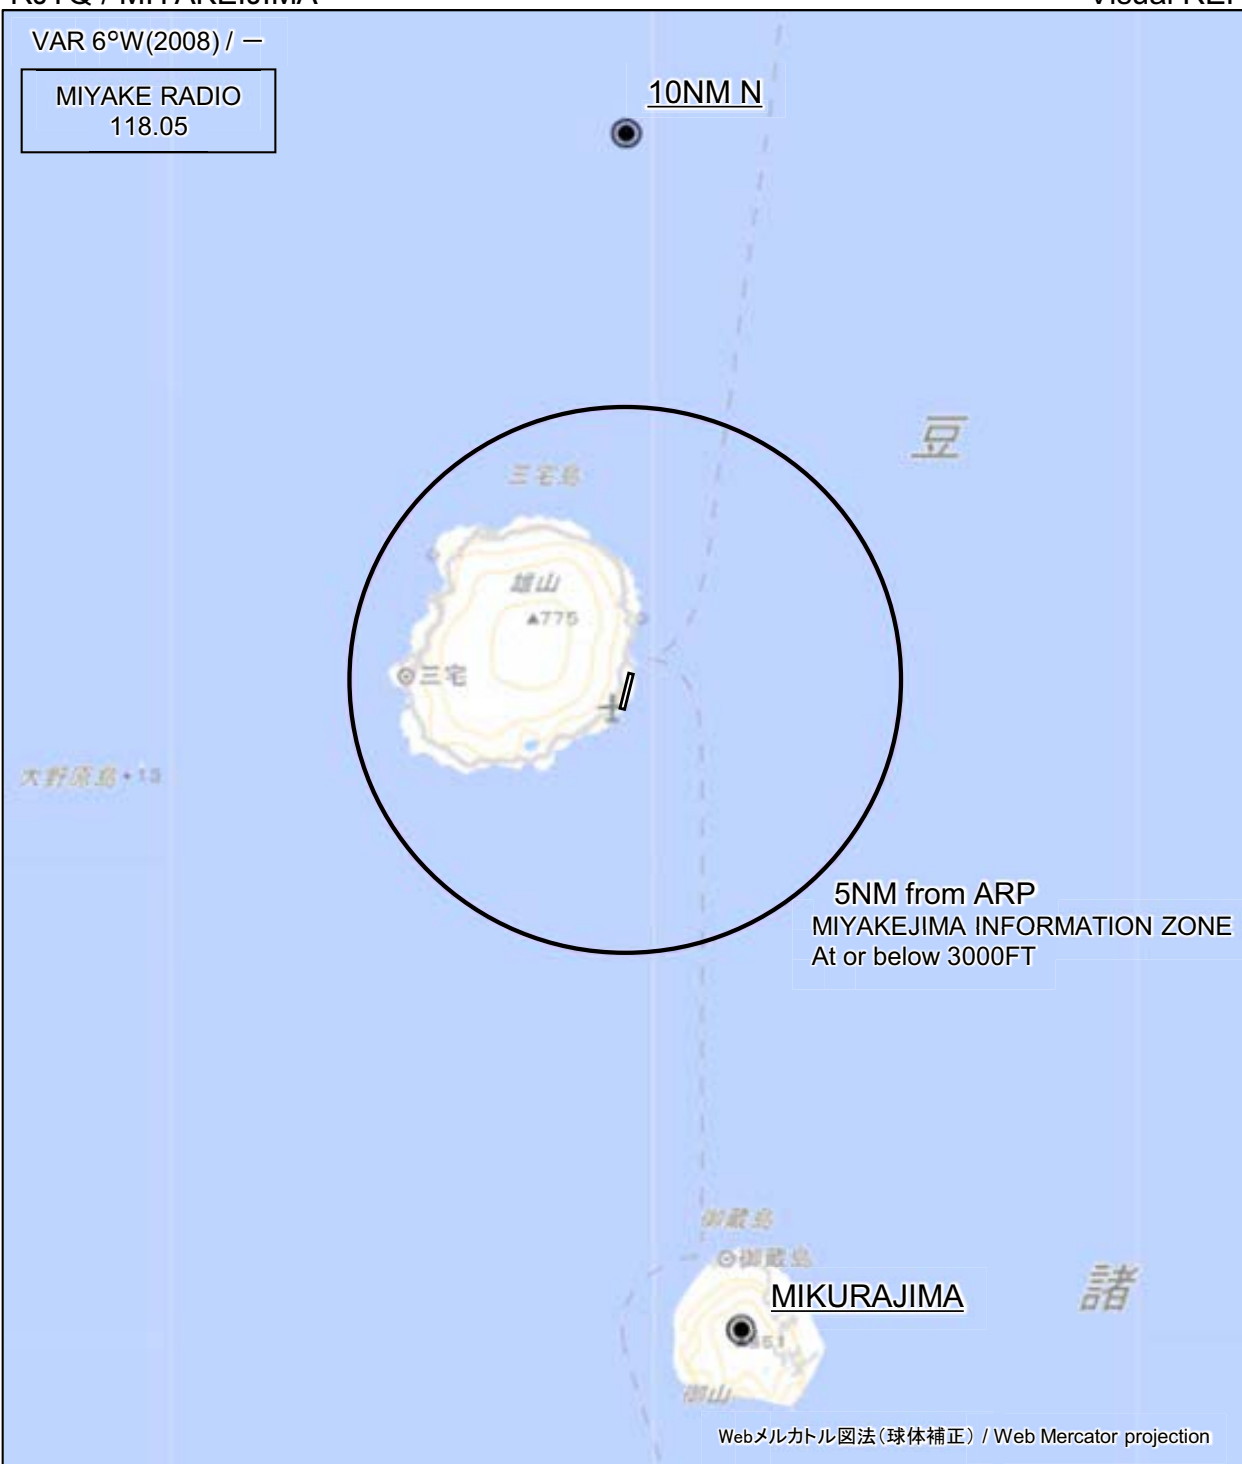 VAR 6°W(2008) / ―
MIYAKE RADIO
118.05
10NM N
豆
三宅島
雄山
▲775
三宅
大野原島・13
5NM from ARP
MIYAKEJIMA INFORMATION ZONE
At or below 3000FT
御蔵島
御蔵島
MIKURAJIMA
諸
御山
Webメルカトル図法(球体補正) / Web Mercator projection